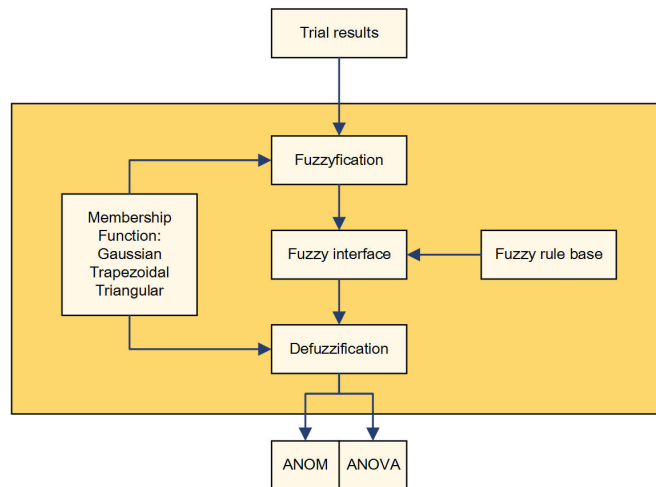 Trial results
Fuzzyfication
Membership
Function:
Gaussian
Trapezoidal
Triangular
Fuzzy interface
Fuzzy rule base
Defuzzification
ANOM
ANOVA